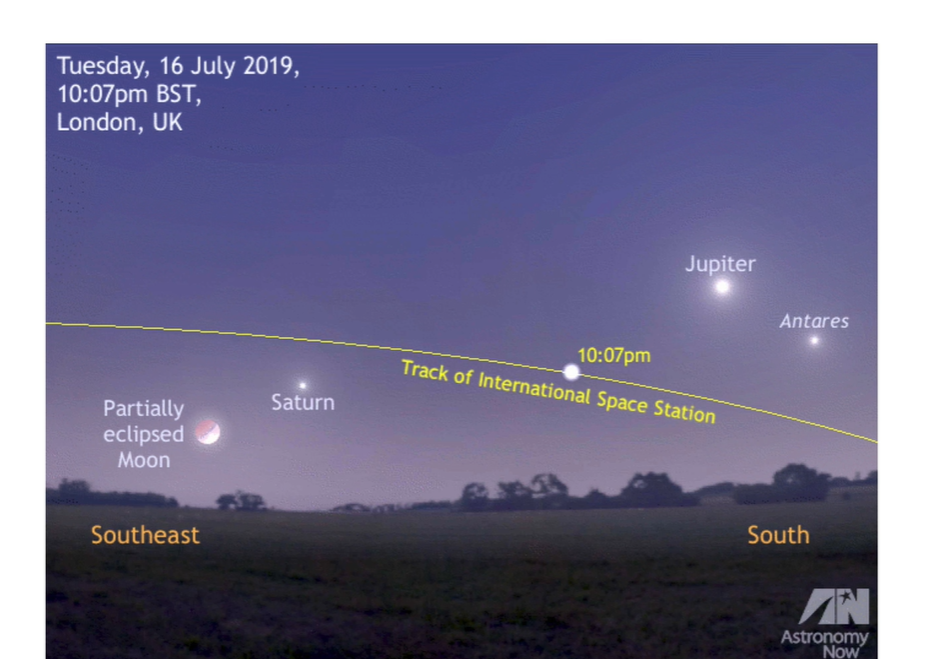 Tuesday, 16 July 2019,
10:07pm BST,
London, UK
Jupiter
Antares
10:07pm
Track of International Space Station
Saturn
Partially
eclipsed
Moon
Southeast
South
AN
Astronomy
Now